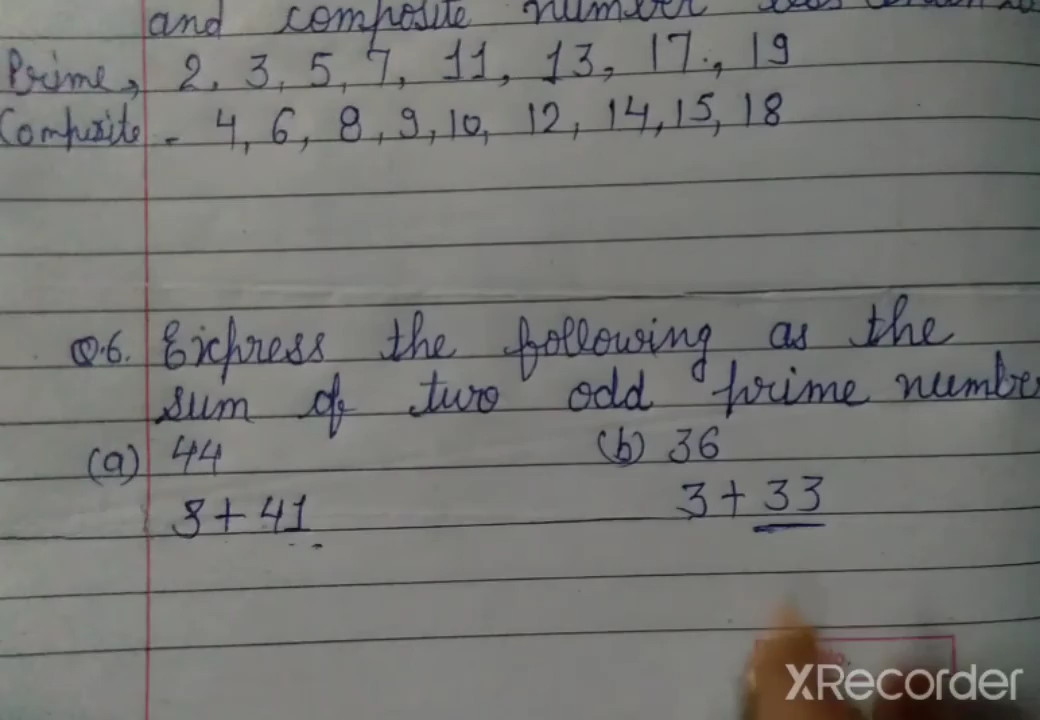 and composite number
Prime, 2, 3, 5, 7, 11, 13, 17, 19
Composite - 4, 6, 8, 9, 10, 12, 14, 15, 18
Q.6. Express the following as the
sum of two odd prime numbe
(a) 44 (b) 36
3 + 41 3 + 33
XRecorder